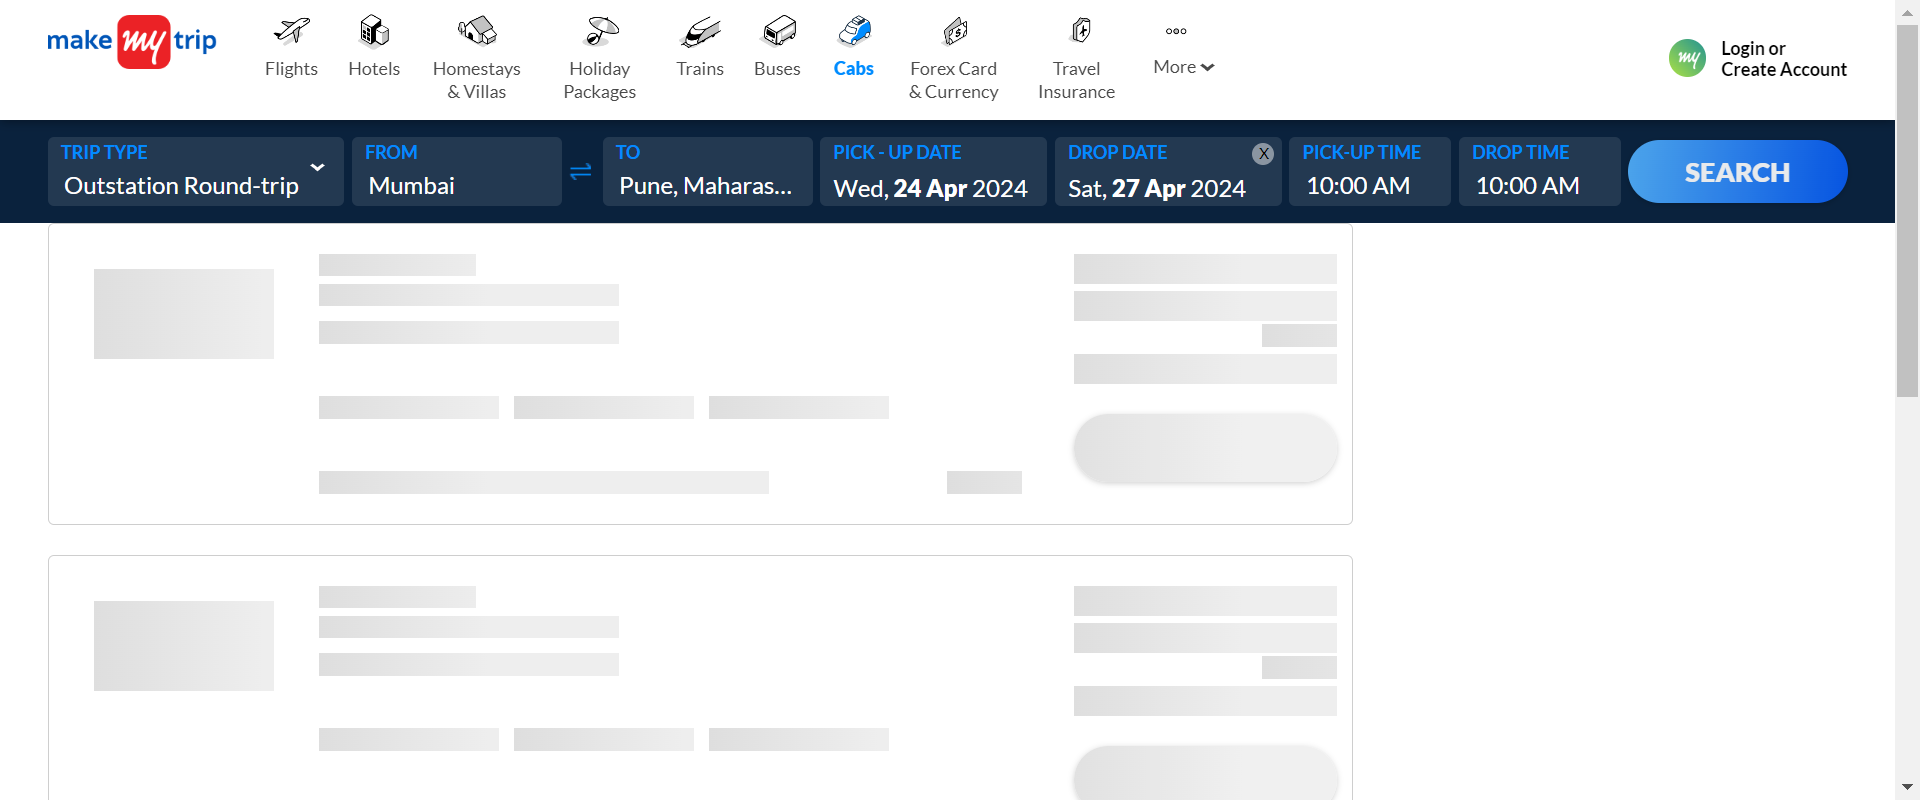 make my trip
Flights
Hotels
Homestays
& Villas
Holiday
Packages
Trains
Buses
Cabs
Forex Card
& Currency
Travel
Insurance
More
my
Login or
Create Account
TRIP TYPE
Outstation Round-trip
FROM
Mumbai
TO
Pune, Maharas...
PICK - UP DATE
Wed, 24 Apr 2024
DROP DATE
X
Sat, 27 Apr 2024
PICK-UP TIME
10:00 AM
DROP TIME
10:00 AM
SEARCH